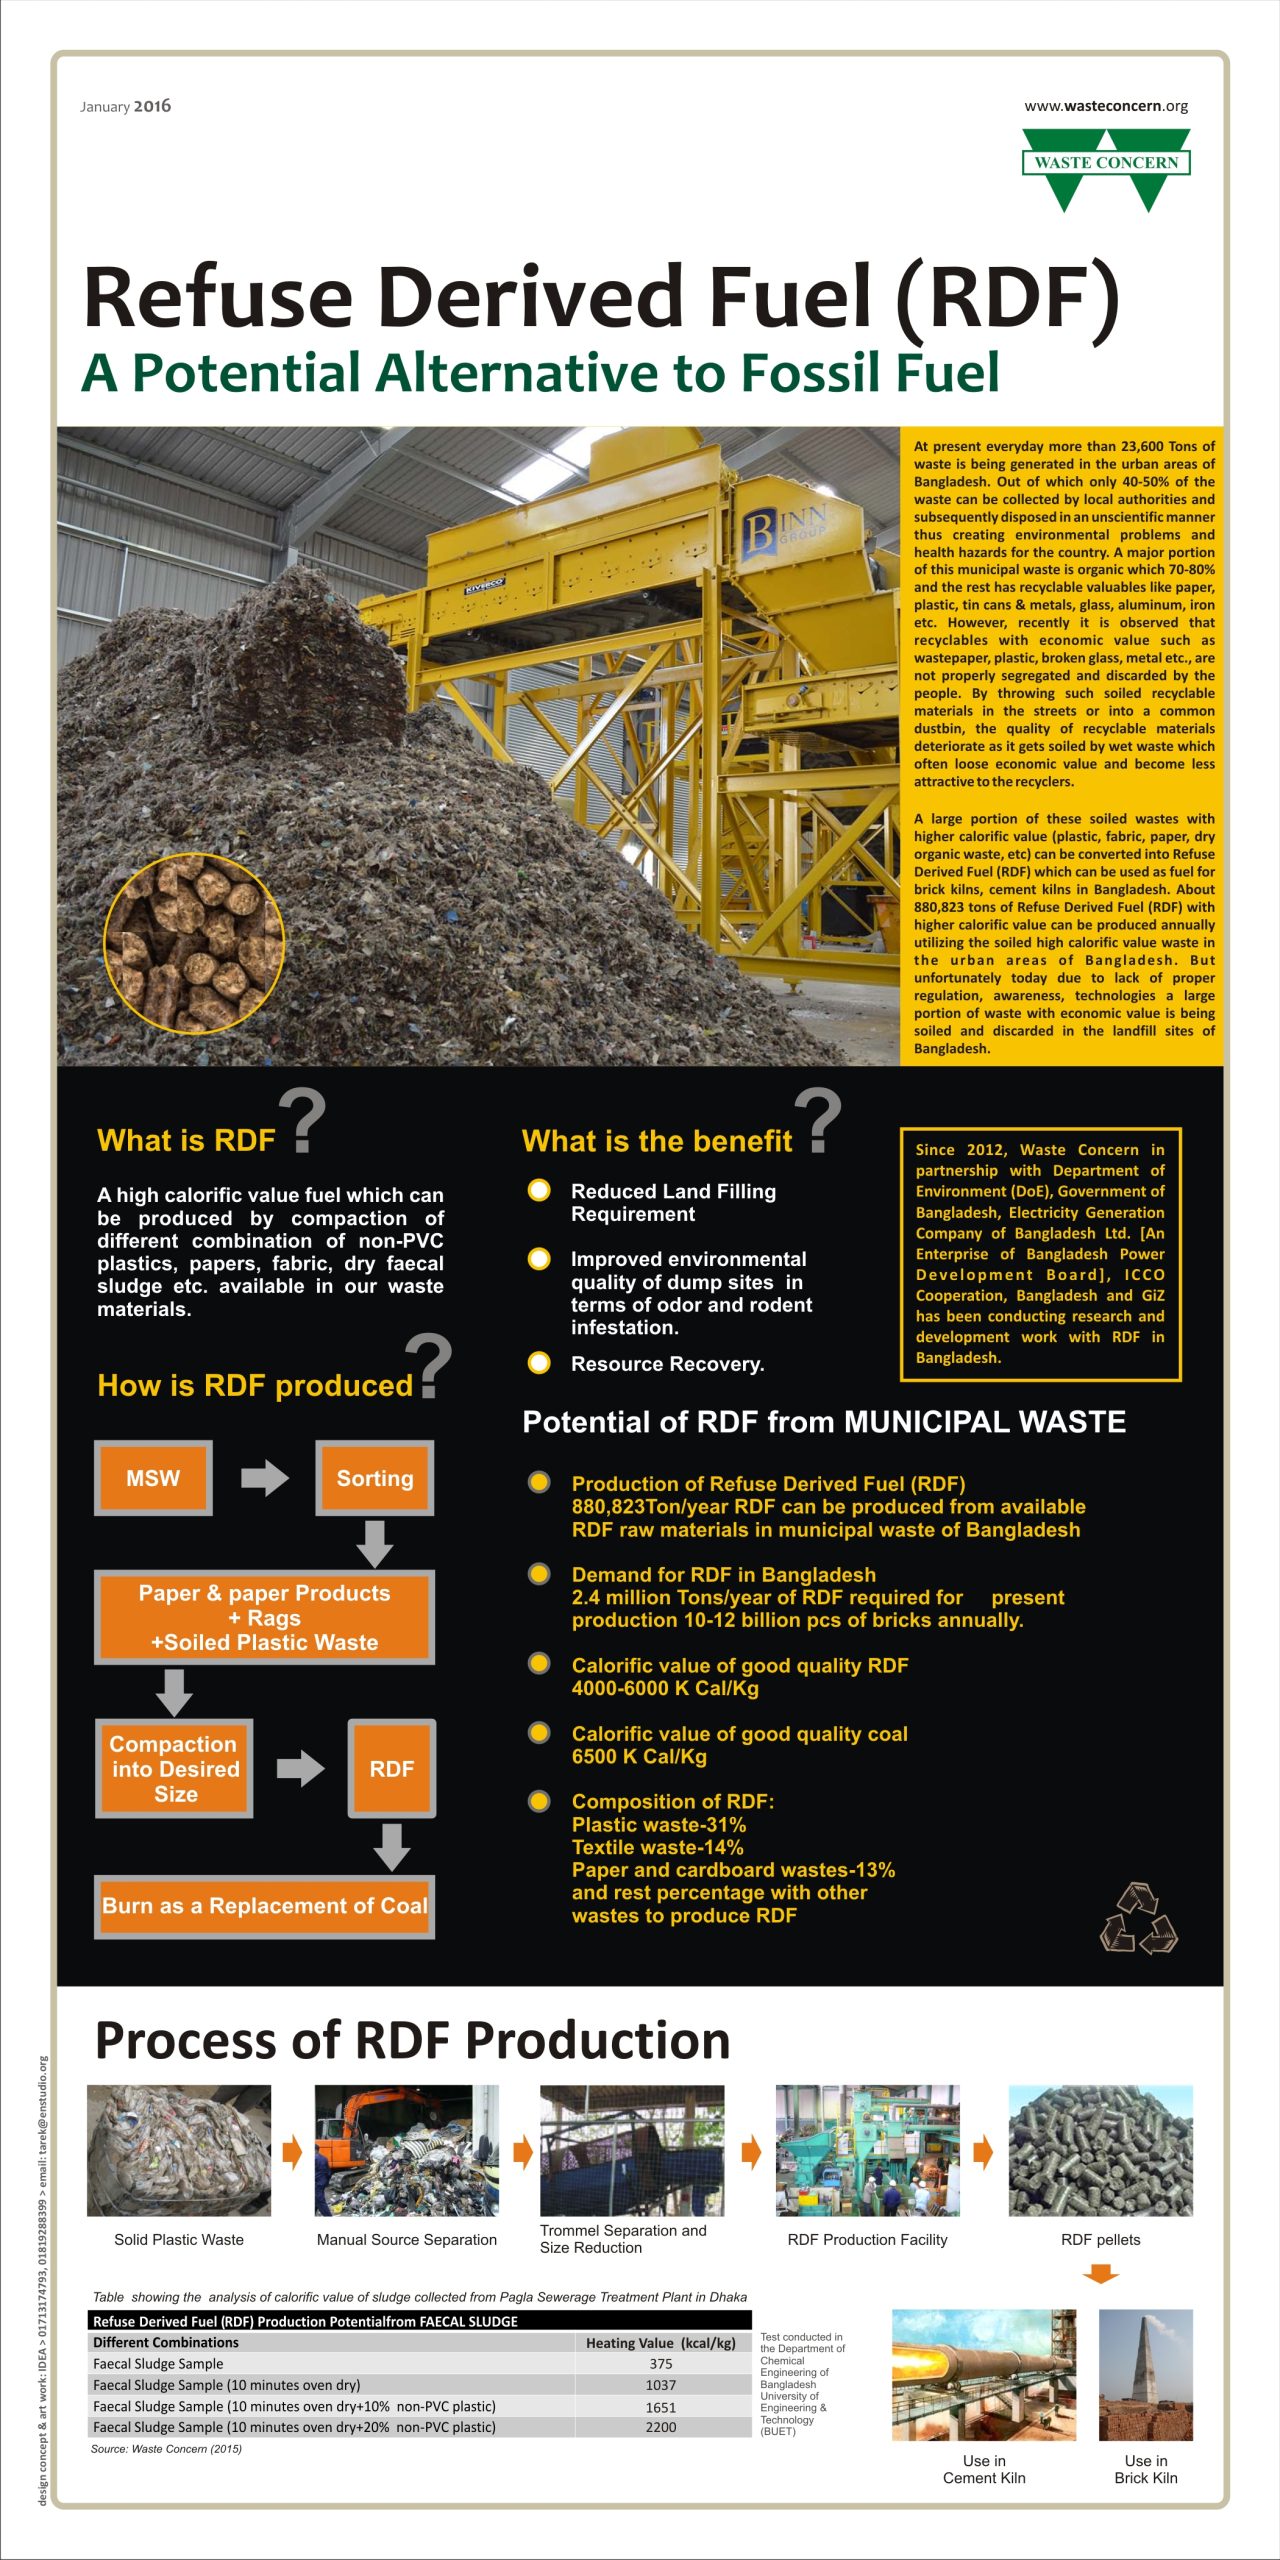 January 2016
www.wasteconcern.org
WASTE CONCERN
Refuse Derived Fuel (RDF)
A Potential Alternative to Fossil Fuel
BINN
GROUP
KIVERCO
At present everyday more than 23,600 Tons of
waste is being generated in the urban areas of
Bangladesh. Out of which only 40-50% of the
waste can be collected by local authorities and
subsequently disposed in an unscientific manner
thus creating environmental problems and
health hazards for the country. A major portion
of this municipal waste is organic which 70-80%
and the rest has recyclable valuables like paper,
plastic, tin cans & metals, glass, aluminum, iron
etc. However, recently it is observed that
recyclables with economic value such as
wastepaper, plastic, broken glass, metal etc., are
not properly segregated and discarded by the
people. By throwing such soiled recyclable
materials in the streets or into a common
dustbin, the quality of recyclable materials
deteriorate as it gets soiled by wet waste which
often loose economic value and become less
attractive to the recyclers.
A large portion of these soiled wastes with
higher calorific value (plastic, fabric, paper, dry
organic waste, etc) can be converted into Refuse
Derived Fuel (RDF) which can be used as fuel for
brick kilns, cement kilns in Bangladesh. About
880,823 tons of Refuse Derived Fuel (RDF) with
higher calorific value can be produced annually
utilizing the soiled high calorific value waste in
the urban areas of Bangladesh. But
unfortunately today due to lack of proper
regulation, awareness, technologies a large
portion of waste with economic value is being
soiled and discarded in the landfill sites of
Bangladesh.
What is RDF?
A high calorific value fuel which can
be produced by compaction of
different combination of non-PVC
plastics, papers, fabric, dry faecal
sludge etc. available in our waste
materials.
How is RDF produced?
MSW
Sorting
Paper & paper Products
+ Rags
+Soiled Plastic Waste
Compaction
into Desired
Size
RDF
Burn as a Replacement of Coal
What is the benefit?
Reduced Land Filling
Requirement
Improved environmental
quality of dump sites in
terms of odor and rodent
infestation.
Resource Recovery.
Since 2012, Waste Concern in
partnership with Department of
Environment (DoE), Government of
Bangladesh, Electricity Generation
Company of Bangladesh Ltd. [An
Enterprise of Bangladesh Power
Development Board], ICCO
Cooperation, Bangladesh and GiZ
has been conducting research and
development work with RDF in
Bangladesh.
Potential of RDF from MUNICIPAL WASTE
Production of Refuse Derived Fuel (RDF)
880,823Ton/year RDF can be produced from available
RDF raw materials in municipal waste of Bangladesh
Demand for RDF in Bangladesh
2.4 million Tons/year of RDF required for present
production 10-12 billion pcs of bricks annually.
Calorific value of good quality RDF
4000-6000 K Cal/Kg
Calorific value of good quality coal
6500 K Cal/Kg
Composition of RDF:
Plastic waste-31%
Textile waste-14%
Paper and cardboard wastes-13%
and rest percentage with other
wastes to produce RDF
Process of RDF Production
Solid Plastic Waste
Manual Source Separation
Trommel Separation and
Size Reduction
RDF Production Facility
RDF pellets
Table showing the analysis of calorific value of sludge collected from Pagla Sewerage Treatment Plant in Dhaka
Refuse Derived Fuel (RDF) Production Potentialfrom FAECAL SLUDGE
Different Combinations Heating Value (kcal/kg)
Faecal Sludge Sample 375
Faecal Sludge Sample (10 minutes oven dry) 1037
Faecal Sludge Sample (10 minutes oven dry+10% non-PVC plastic) 1651
Faecal Sludge Sample (10 minutes oven dry+20% non-PVC plastic) 2200
Source: Waste Concern (2015)
Test conducted in
the Department of
Chemical
Engineering of
Bangladesh
University of
Engineering &
Technology
(BUET)
Use in
Cement Kiln
Use in
Brick Kiln
design concept & art work: IDEA > 01713174793, 01819288399 > email: tarek@enstudio.org